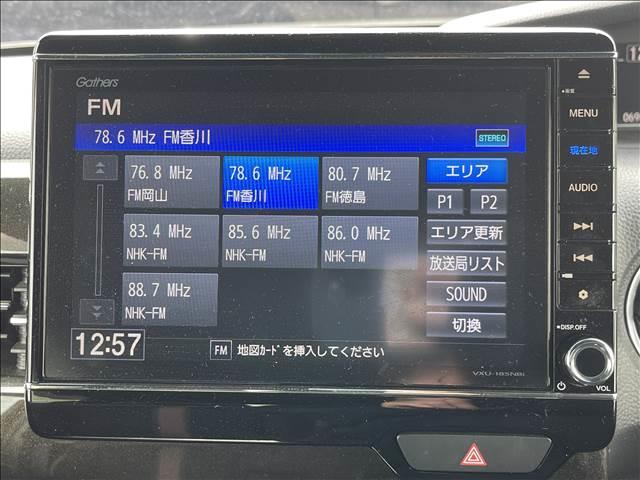 Gathers
FM
78.6 MHz FM香川
STEREO
76.8 MHz
FM岡山
78.6 MHz
FM香川
80.7 MHz
FM徳島
83.4 MHz
NHK-FM
85.6 MHz
NHK-FM
86.0 MHz
NHK-FM
88.7 MHz
NHK-FM
エリア
P1
P2
エリア更新
放送局リスト
SOUND
切換
12:57
FM 地図ｶｰﾄﾞを挿入してください
VXU-185NBi
MENU
現在地
AUDIO
DISP.OFF
VOL